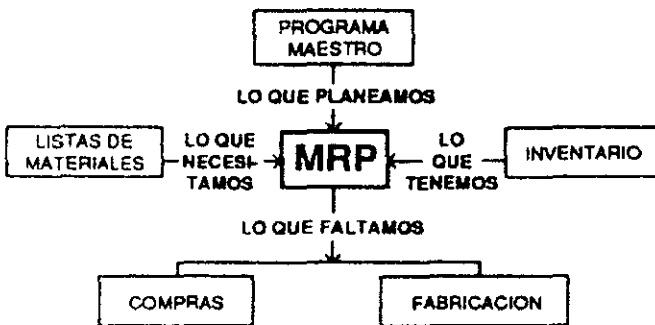 PROGRAMA
MAESTRO
LO QUE PLANEAMOS
LISTAS DE
MATERIALES
LO QUE
NECESI-
TAMOS
MRP
LO
QUE
TENEMOS
INVENTARIO
LO QUE FALTAMOS
COMPRAS
FABRICACION